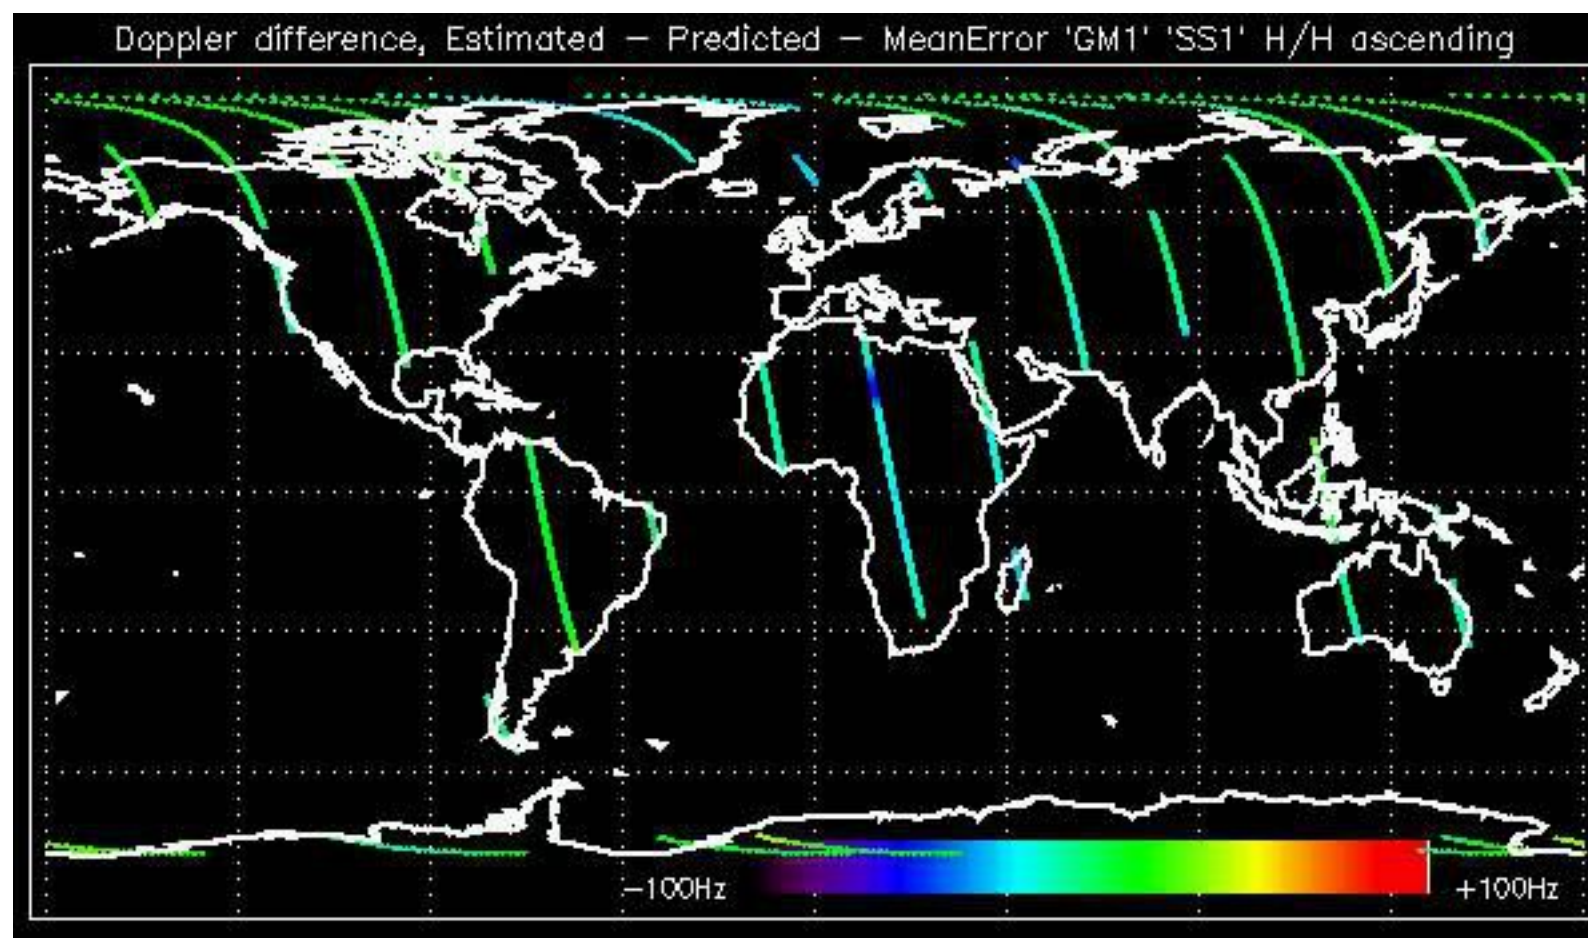 Doppler difference, Estimated – Predicted – MeanError 'GM1' 'SS1' H/H ascending
–100Hz
+100Hz